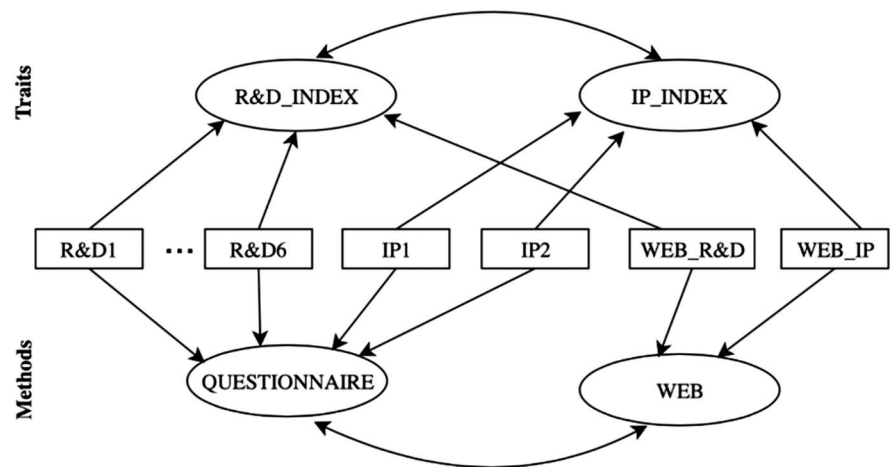 Traits
R&D_INDEX
IP_INDEX
R&D1
...
R&D6
IP1
IP2
WEB_R&D
WEB_IP
Methods
QUESTIONNAIRE
WEB